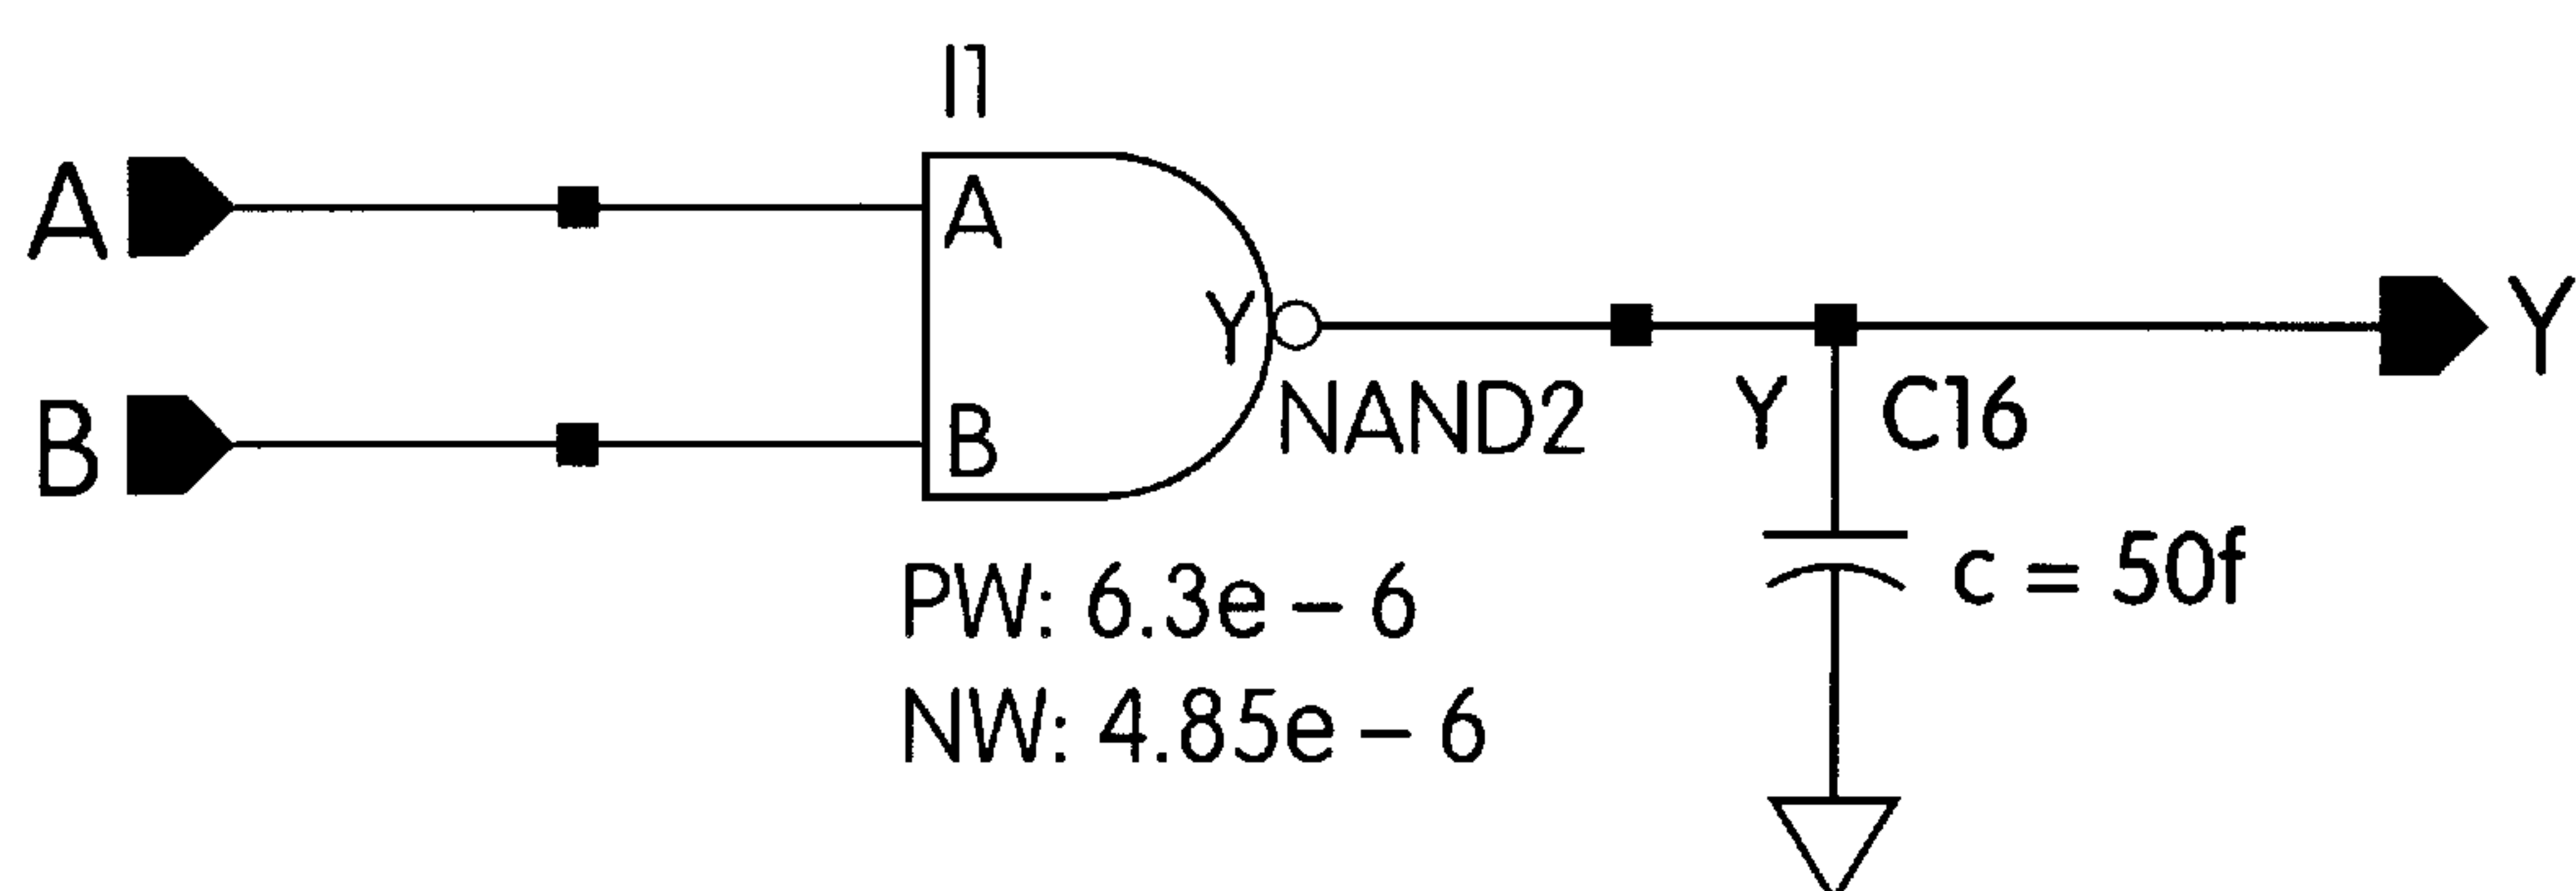 I1
A
A
Y
Y
B
B
NAND2
Y
C16
c = 50f
PW: 6.3e – 6
NW: 4.85e – 6